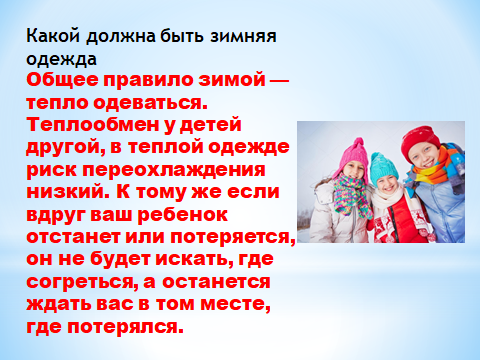 Какой должна быть зимняя
одежда
Общее правило зимой —
тепло одеваться.
Теплообмен у детей
другой, в теплой одежде
риск переохлаждения
низкий. К тому же если
вдруг ваш ребенок
отстанет или потеряется,
он не будет искать, где
согреться, а останется
ждать вас в том месте,
где потерялся.